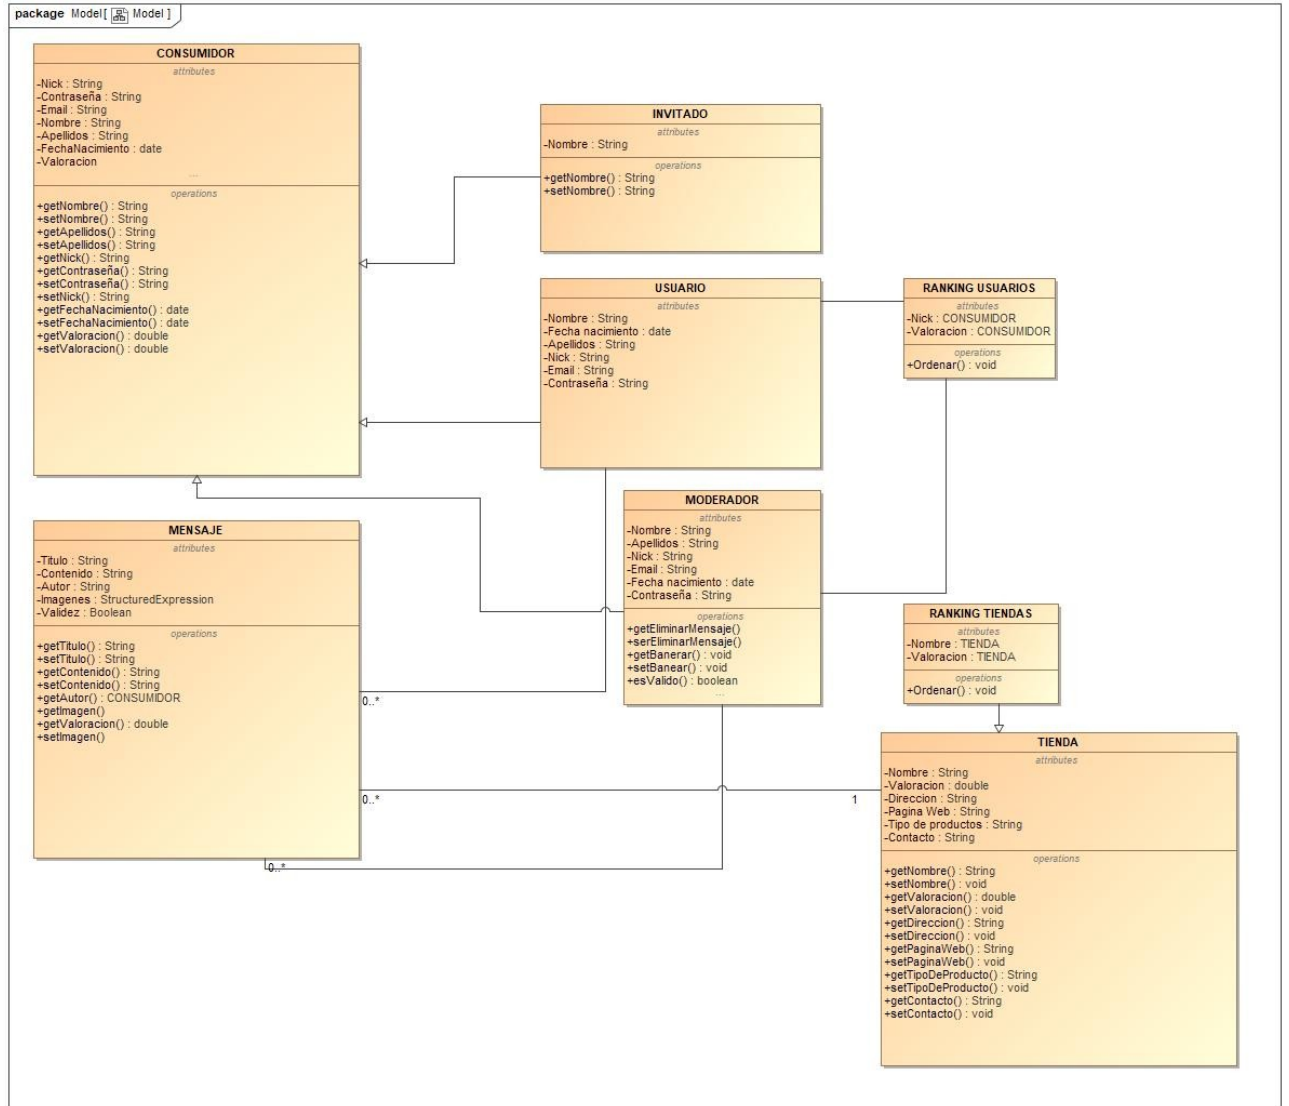 package Model [ Model ]
CONSUMIDOR
attributes
-Nick : String
-Contraseña : String
-Email : String
-Nombre : String
-Apellidos : String
-FechaNacimiento : date
-Valoracion
...
operations
+getNombre() : String
+setNombre() : String
+getApellidos() : String
+setApellidos() : String
+getNick() : String
+getContraseña() : String
+setContraseña() : String
+setNick() : String
+getFechaNacimiento() : date
+setFechaNacimiento() : date
+getValoracion() : double
+setValoracion() : double
INVITADO
attributes
-Nombre : String
operations
+getNombre() : String
+setNombre() : String
USUARIO
attributes
-Nombre : String
-Fecha nacimiento : date
-Apellidos : String
-Nick : String
-Email : String
-Contraseña : String
RANKING USUARIOS
attributes
-Nick : CONSUMIDOR
-Valoracion : CONSUMIDOR
operations
+Ordenar() : void
MENSAJE
attributes
-Titulo : String
-Contenido : String
-Autor : String
-Imagenes : StructuredExpression
-Validez : Boolean
operations
+getTitulo() : String
+setTitulo() : String
+getContenido() : String
+setContenido() : String
+getAutor() : CONSUMIDOR
+getImagen()
+getValoracion() : double
+setImagen()
MODERADOR
attributes
-Nombre : String
-Apellidos : String
-Nick : String
-Email : String
-Fecha nacimiento : date
-Contraseña : String
operations
+getEliminarMensaje()
+serEliminarMensaje()
+getBanerar() : void
+setBanear() : void
+esValido() : boolean
...
RANKING TIENDAS
attributes
-Nombre : TIENDA
-Valoracion : TIENDA
operations
+Ordenar() : void
0..*
0..*
1
0..*
TIENDA
attributes
-Nombre : String
-Valoracion : double
-Direccion : String
-Pagina Web : String
-Tipo de productos : String
-Contacto : String
operations
+getNombre() : String
+setNombre() : void
+getValoracion() : double
+setValoracion() : void
+getDireccion() : String
+setDireccion() : void
+getPaginaWeb() : String
+setPaginaWeb() : void
+getTipoDeProducto() : String
+setTipoDeProducto() : void
+getContacto() : String
+setContacto() : void